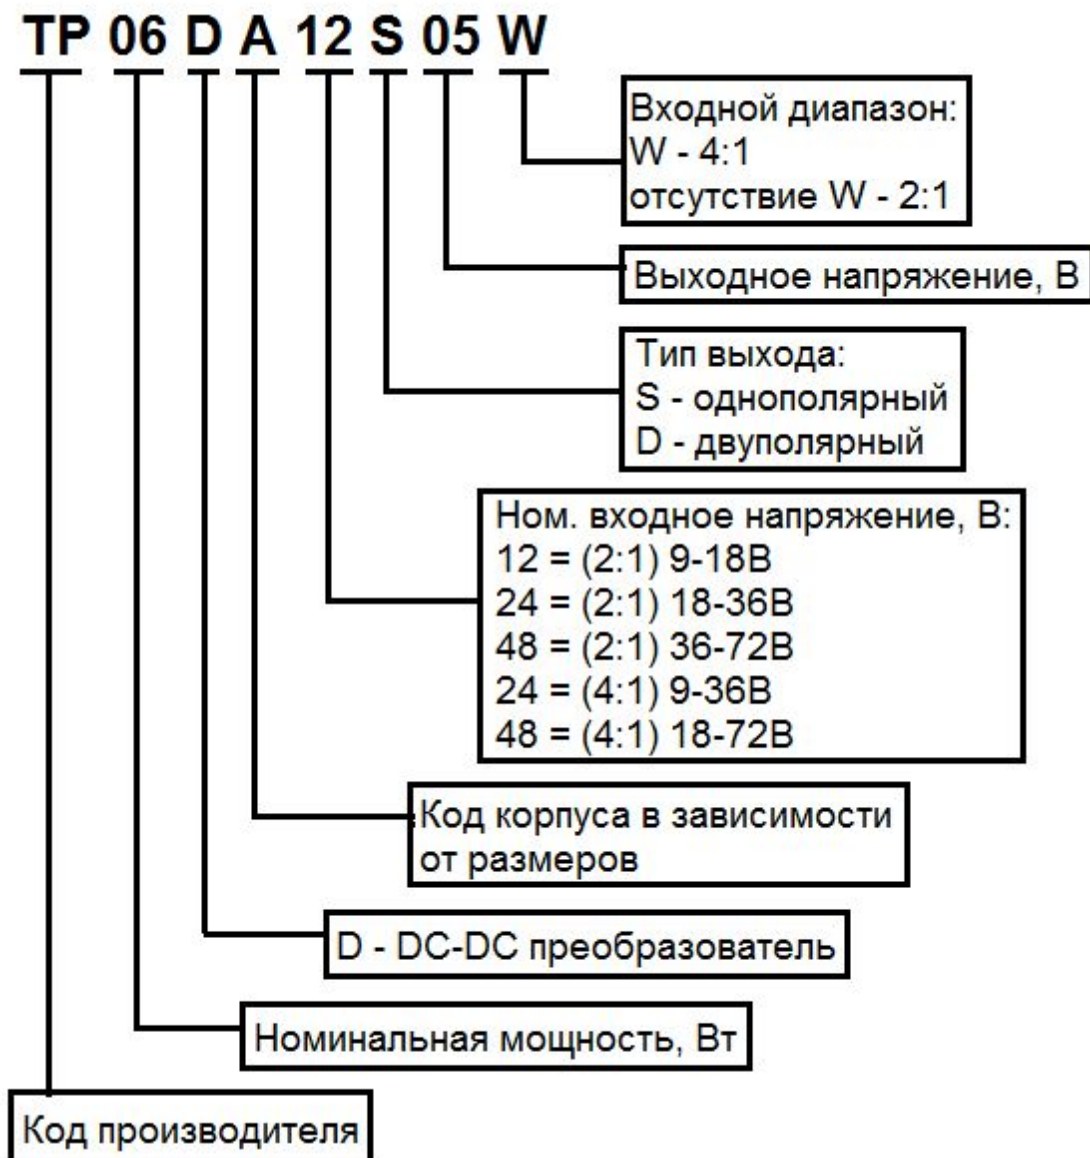 TP 06 D A 12 S 05 W
Входной диапазон:
W - 4:1
отсутствие W - 2:1
Выходное напряжение, В
Тип выхода:
S - однополярный
D - двуполярный
Ном. входное напряжение, В:
12 = (2:1) 9-18В
24 = (2:1) 18-36В
48 = (2:1) 36-72В
24 = (4:1) 9-36В
48 = (4:1) 18-72В
Код корпуса в зависимости
от размеров
D - DC-DC преобразователь
Номинальная мощность, Вт
Код производителя